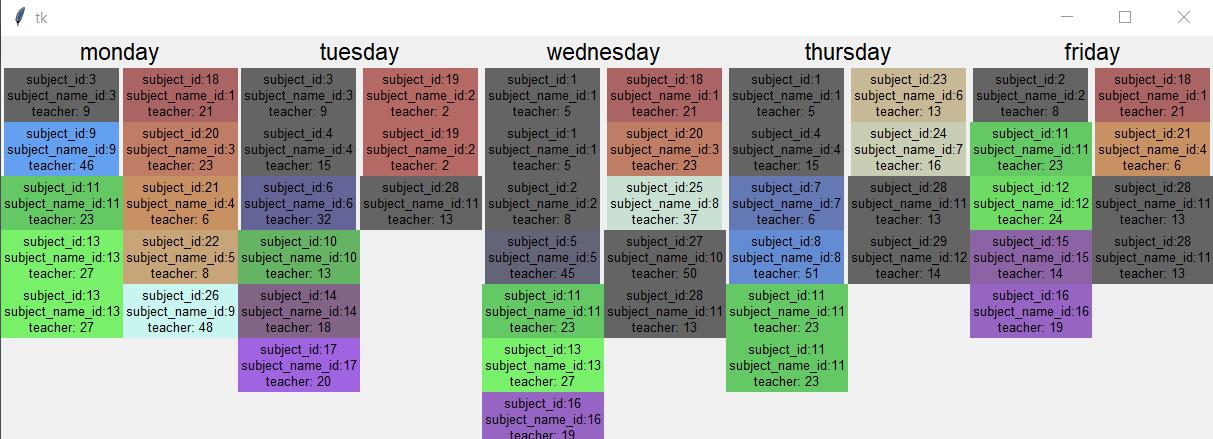 tk
monday
tuesday
wednesday
thursday
friday
subject_id:3
subject_name_id:3
teacher: 9
subject_id:18
subject_name_id:1
teacher: 21
subject_id:3
subject_name_id:3
teacher: 9
subject_id:19
subject_name_id:2
teacher: 2
subject_id:1
subject_name_id:1
teacher: 5
subject_id:18
subject_name_id:1
teacher: 21
subject_id:1
subject_name_id:1
teacher: 5
subject_id:23
subject_name_id:6
teacher: 13
subject_id:2
subject_name_id:2
teacher: 8
subject_id:18
subject_name_id:1
teacher: 21
subject_id:9
subject_name_id:9
teacher: 46
subject_id:20
subject_name_id:3
teacher: 23
subject_id:4
subject_name_id:4
teacher: 15
subject_id:19
subject_name_id:2
teacher: 2
subject_id:1
subject_name_id:1
teacher: 5
subject_id:20
subject_name_id:3
teacher: 23
subject_id:4
subject_name_id:4
teacher: 15
subject_id:24
subject_name_id:7
teacher: 16
subject_id:11
subject_name_id:11
teacher: 23
subject_id:21
subject_name_id:4
teacher: 6
subject_id:11
subject_name_id:11
teacher: 23
subject_id:21
subject_name_id:4
teacher: 6
subject_id:6
subject_name_id:6
teacher: 32
subject_id:28
subject_name_id:11
teacher: 13
subject_id:2
subject_name_id:2
teacher: 8
subject_id:25
subject_name_id:8
teacher: 37
subject_id:7
subject_name_id:7
teacher: 6
subject_id:28
subject_name_id:11
teacher: 13
subject_id:12
subject_name_id:12
teacher: 24
subject_id:28
subject_name_id:11
teacher: 13
subject_id:13
subject_name_id:13
teacher: 27
subject_id:22
subject_name_id:5
teacher: 8
subject_id:10
subject_name_id:10
teacher: 13
subject_id:5
subject_name_id:5
teacher: 45
subject_id:27
subject_name_id:10
teacher: 50
subject_id:8
subject_name_id:8
teacher: 51
subject_id:29
subject_name_id:12
teacher: 14
subject_id:15
subject_name_id:15
teacher: 14
subject_id:28
subject_name_id:11
teacher: 13
subject_id:13
subject_name_id:13
teacher: 27
subject_id:26
subject_name_id:9
teacher: 48
subject_id:14
subject_name_id:14
teacher: 18
subject_id:11
subject_name_id:11
teacher: 23
subject_id:28
subject_name_id:11
teacher: 13
subject_id:11
subject_name_id:11
teacher: 23
subject_id:16
subject_name_id:16
teacher: 19
subject_id:17
subject_name_id:17
teacher: 20
subject_id:13
subject_name_id:13
teacher: 27
subject_id:11
subject_name_id:11
teacher: 23
subject_id:16
subject_name_id:16
teacher: 19